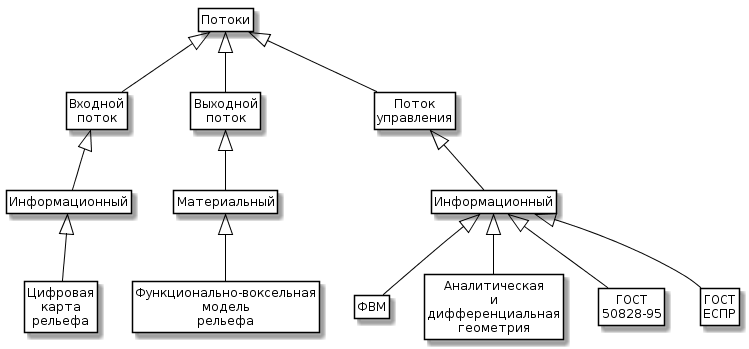 Потоки
Входной
поток
Выходной
поток
Поток
управления
Информационный
Материальный
Информационный
Цифровая
карта
рельефа
Функционально-воксельная
модель
рельефа
ФВМ
Аналитическая
и
дифференциальная
геометрия
ГОСТ
50828-95
ГОСТ
ЕСПР